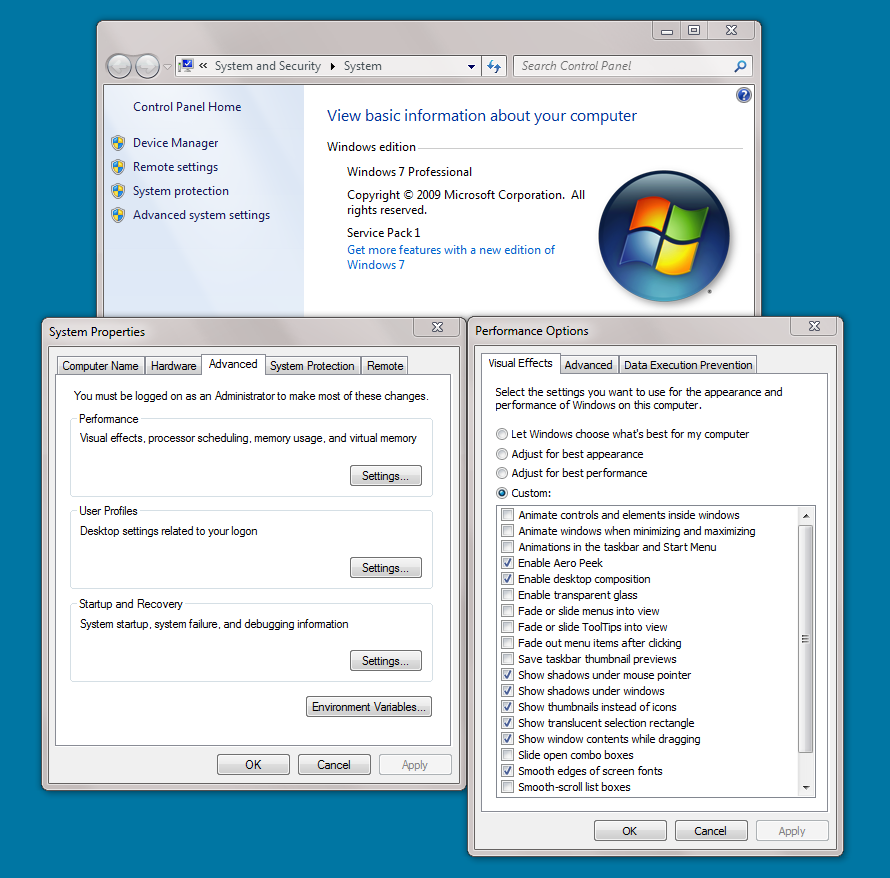 « System and Security ▸ System
Search Control Panel
Control Panel Home
Device Manager
Remote settings
System protection
Advanced system settings
View basic information about your computer
Windows edition
Windows 7 Professional
Copyright © 2009 Microsoft Corporation. All
rights reserved.
Service Pack 1
Get more features with a new edition of
Windows 7
System Properties
Computer Name
Hardware
Advanced
System Protection
Remote
You must be logged on as an Administrator to make most of these changes.
Performance
Visual effects, processor scheduling, memory usage, and virtual memory
Settings...
User Profiles
Desktop settings related to your logon
Settings...
Startup and Recovery
System startup, system failure, and debugging information
Settings...
Environment Variables...
OK
Cancel
Apply
Performance Options
Visual Effects
Advanced
Data Execution Prevention
Select the settings you want to use for the appearance and
performance of Windows on this computer.
Let Windows choose what's best for my computer
Adjust for best appearance
Adjust for best performance
Custom:
Animate controls and elements inside windows
Animate windows when minimizing and maximizing
Animations in the taskbar and Start Menu
Enable Aero Peek
Enable desktop composition
Enable transparent glass
Fade or slide menus into view
Fade or slide ToolTips into view
Fade out menu items after clicking
Save taskbar thumbnail previews
Show shadows under mouse pointer
Show shadows under windows
Show thumbnails instead of icons
Show translucent selection rectangle
Show window contents while dragging
Slide open combo boxes
Smooth edges of screen fonts
Smooth-scroll list boxes
OK
Cancel
Apply